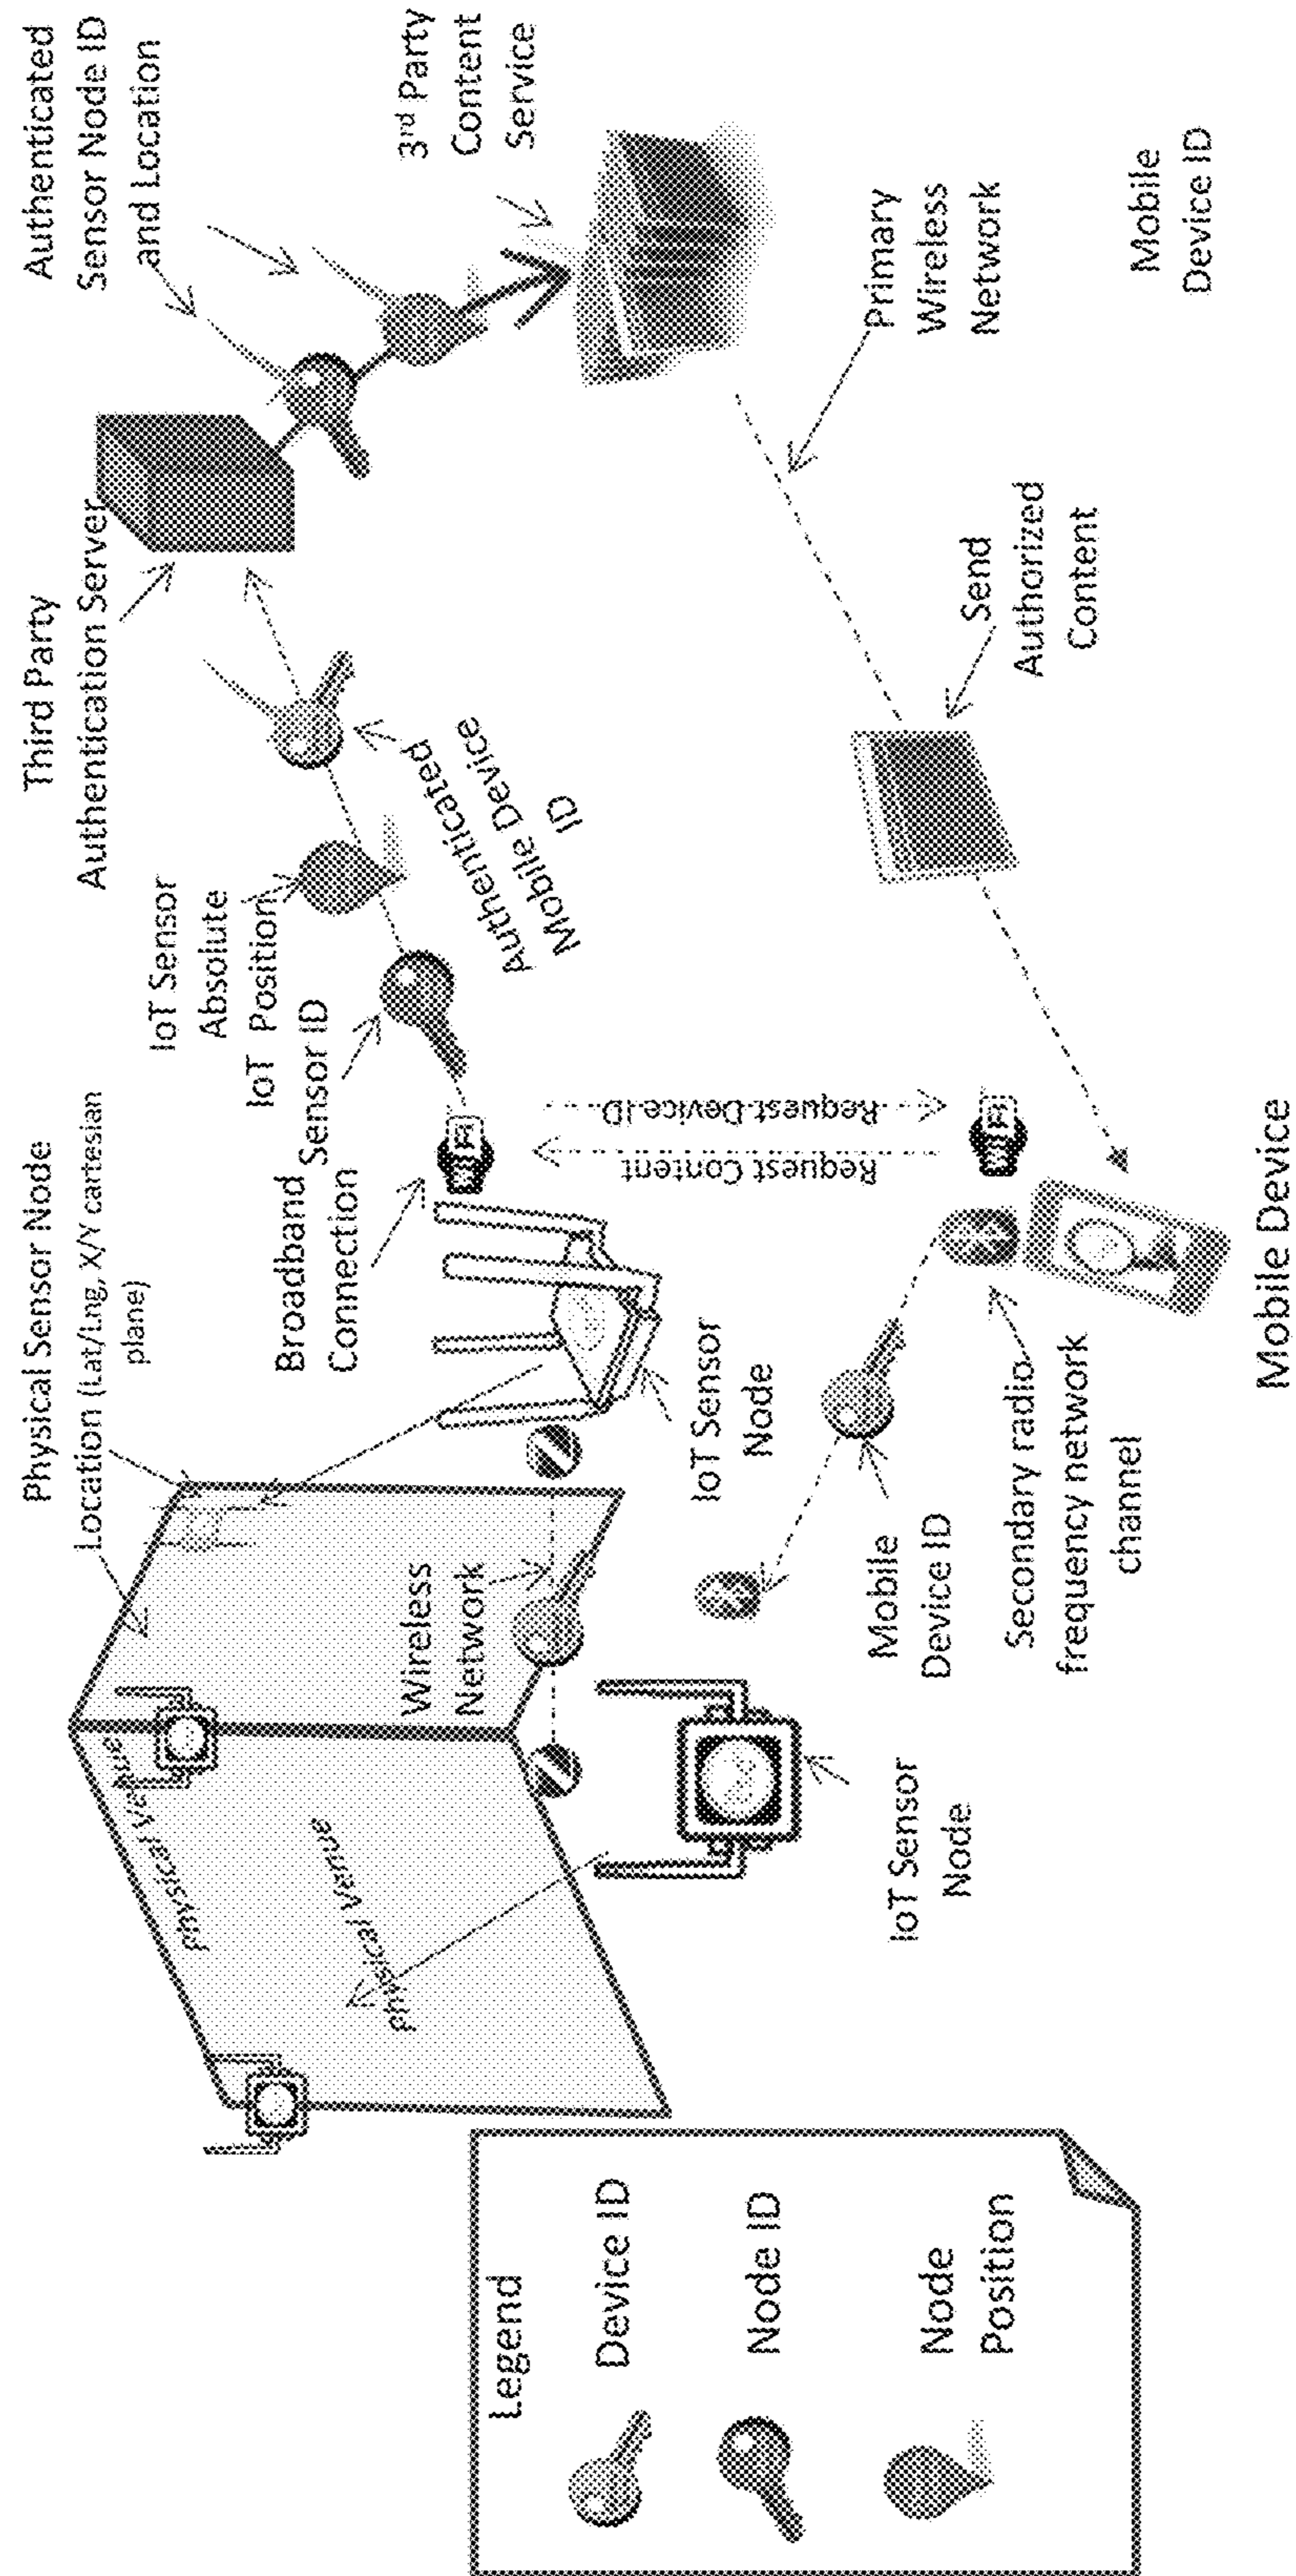 Physical Sensor Node
Location (Lat/Lng, X/Y cartesian
plane)
Third Party
Authentication Server
Authenticated
Sensor Node ID
and Location
3rd Party
Content
Service
IoT Sensor
Absolute
Position
IoT
Sensor ID
Broadband
Connection
Authenticated
Mobile Device
ID
Physical Venue
Physical Venue
Wireless
Network
IoT Sensor
Node
IoT Sensor
Node
Request Content
Request Device ID
Mobile
Device ID
Secondary radio
frequency network
channel
Mobile Device
Send
Authorized
Content
Primary
Wireless
Network
Mobile
Device ID
Legend
Device ID
Node ID
Node
Position